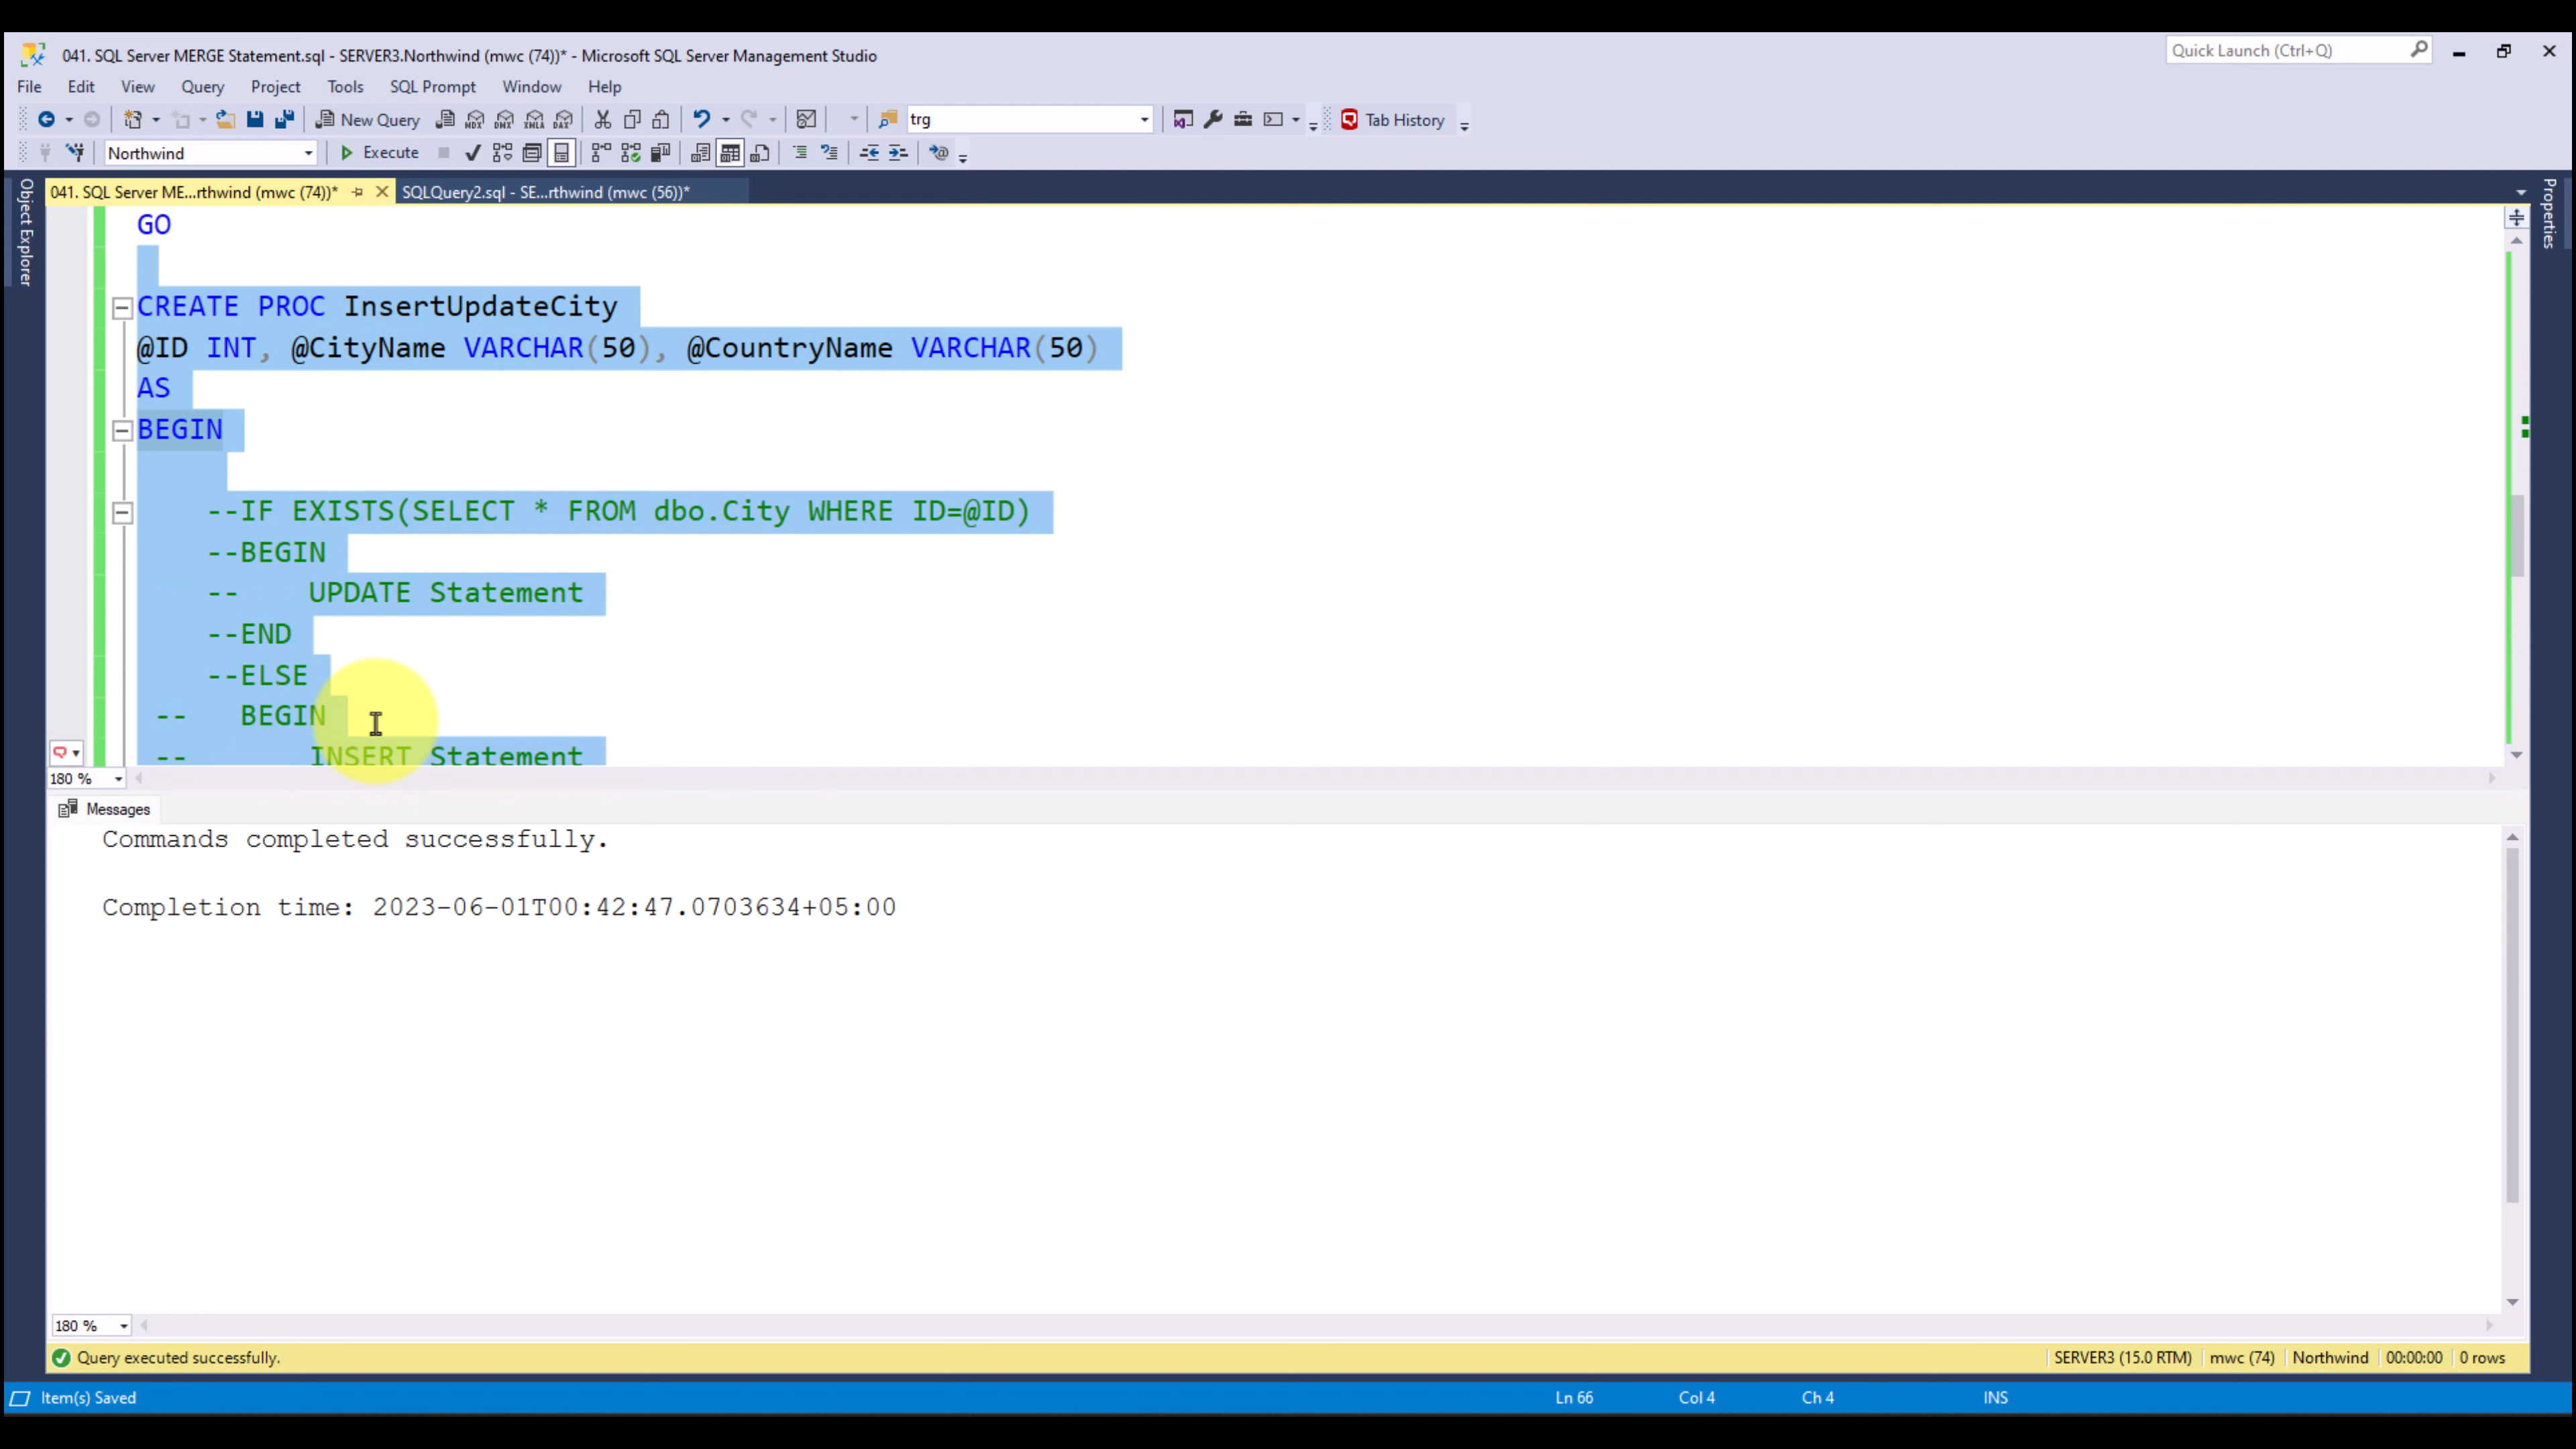 041. SQL Server MERGE Statement.sql - SERVER3.Northwind (mwc (74))* - Microsoft SQL Server Management Studio
Quick Launch (Ctrl+Q)
File Edit View Query Project Tools SQL Prompt Window Help
New Query MDX DMX XMLA DAX trg Tab History
Northwind Execute
041. SQL Server ME...rthwind (mwc (74))* SQLQuery2.sql - SE...rthwind (mwc (56))*
Object Explorer
Properties
GO
CREATE PROC InsertUpdateCity
@ID INT, @CityName VARCHAR(50), @CountryName VARCHAR(50)
AS
BEGIN
--IF EXISTS(SELECT * FROM dbo.City WHERE ID=@ID)
--BEGIN
-- UPDATE Statement
--END
--ELSE
-- BEGIN
-- INSERT Statement
180 %
Messages
Commands completed successfully.
Completion time: 2023-06-01T00:42:47.0703634+05:00
180 %
Query executed successfully. SERVER3 (15.0 RTM) mwc (74) Northwind 00:00:00 0 rows
Item(s) Saved Ln 66 Col 4 Ch 4 INS